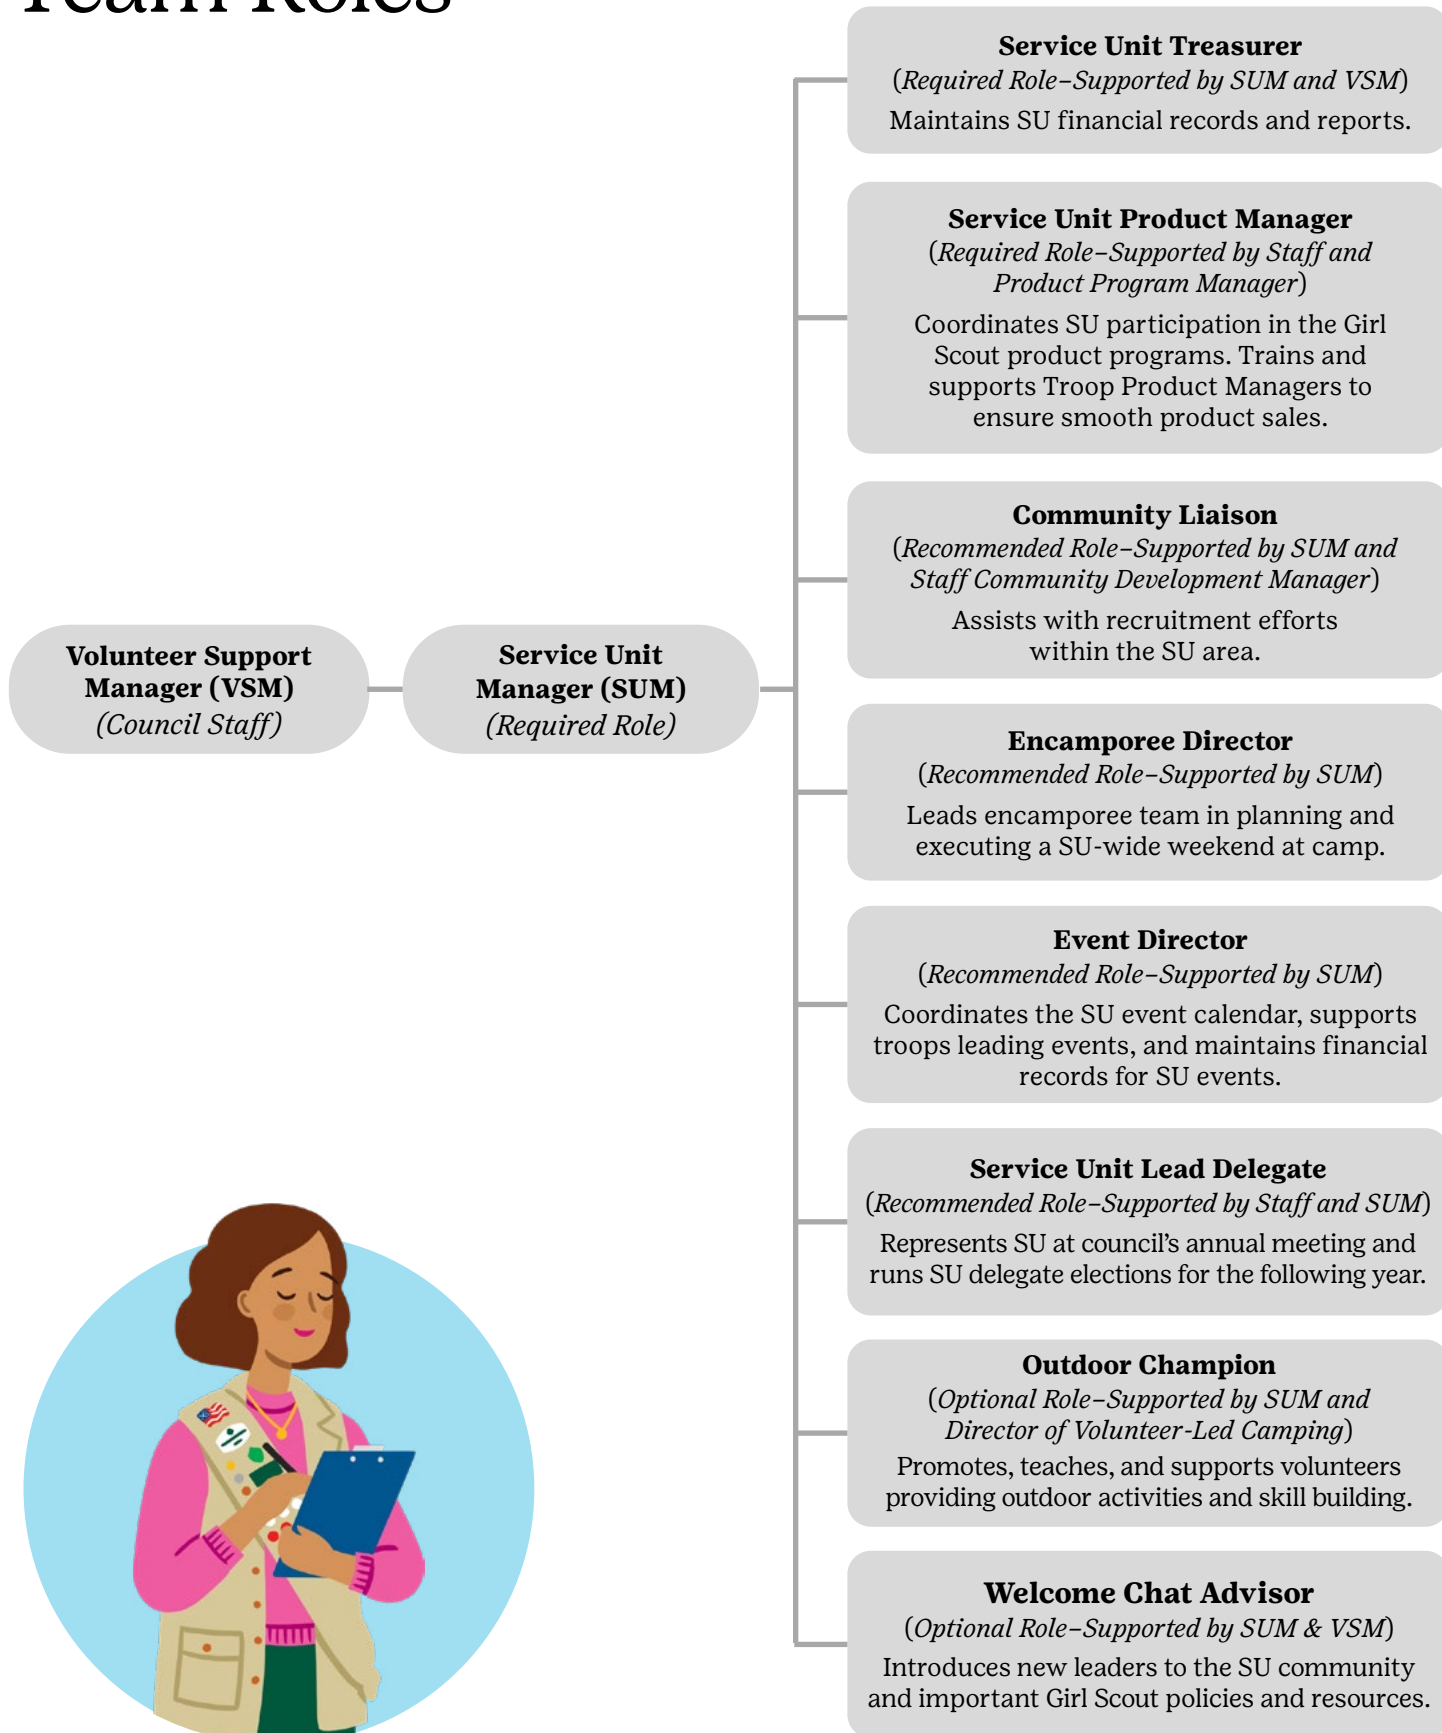 Team Roles
Service Unit Treasurer
(Required Role–Supported by SUM and VSM)
Maintains SU financial records and reports.
Service Unit Product Manager
(Required Role–Supported by Staff and
Product Program Manager)
Coordinates SU participation in the Girl
Scout product programs. Trains and
supports Troop Product Managers to
ensure smooth product sales.
Community Liaison
(Recommended Role–Supported by SUM and
Staff Community Development Manager)
Assists with recruitment efforts
within the SU area.
Volunteer Support
Manager (VSM)
(Council Staff)
Service Unit
Manager (SUM)
(Required Role)
Encamporee Director
(Recommended Role–Supported by SUM)
Leads encamporee team in planning and
executing a SU-wide weekend at camp.
Event Director
(Recommended Role–Supported by SUM)
Coordinates the SU event calendar, supports
troops leading events, and maintains financial
records for SU events.
Service Unit Lead Delegate
(Recommended Role–Supported by Staff and SUM)
Represents SU at council’s annual meeting and
runs SU delegate elections for the following year.
Outdoor Champion
(Optional Role–Supported by SUM and
Director of Volunteer-Led Camping)
Promotes, teaches, and supports volunteers
providing outdoor activities and skill building.
Welcome Chat Advisor
(Optional Role–Supported by SUM & VSM)
Introduces new leaders to the SU community
and important Girl Scout policies and resources.